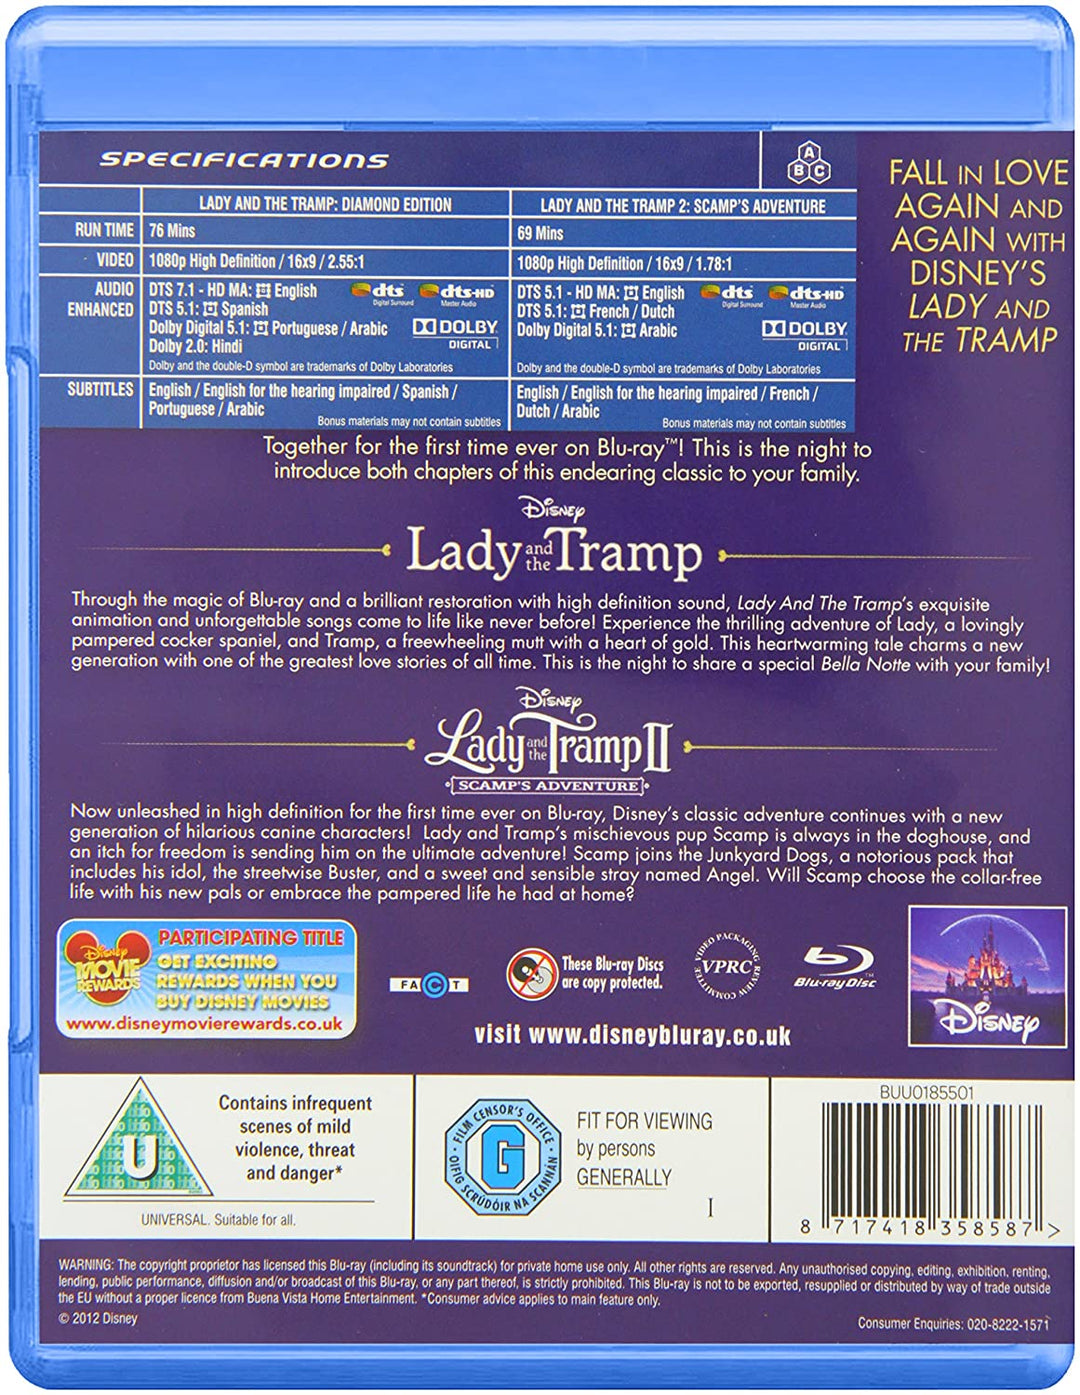 SPECIFICATIONS
A
B C
LADY AND THE TRAMP: DIAMOND EDITION
LADY AND THE TRAMP 2: SCAMP'S ADVENTURE
RUN TIME
76 Mins
69 Mins
VIDEO
1080p High Definition / 16x9 / 2.55:1
1080p High Definition / 16x9 / 1.78:1
AUDIO
ENHANCED
DTS 7.1 - HD MA: English
DTS 5.1: Spanish
Dolby Digital 5.1: Portuguese / Arabic
Dolby 2.0: Hindi
dts Digital Surround
dts-HD Master Audio
DOLBY
DIGITAL
Dolby and the double-D symbol are trademarks of Dolby Laboratories
DTS 5.1 - HD MA: English
DTS 5.1: French / Dutch
Dolby Digital 5.1: Arabic
dts Digital Surround
dts-HD Master Audio
DOLBY
DIGITAL
Dolby and the double-D symbol are trademarks of Dolby Laboratories
SUBTITLES
English / English for the hearing impaired / Spanish /
Portuguese / Arabic
Bonus materials may not contain subtitles
English / English for the hearing impaired / French /
Dutch / Arabic
Bonus materials may not contain subtitles
FALL IN LOVE
AGAIN AND
AGAIN WITH
DISNEY'S
LADY AND
THE TRAMP
Together for the first time ever on Blu-ray™! This is the night to
introduce both chapters of this endearing classic to your family.
Disney
Lady and the Tramp
Through the magic of Blu-ray and a brilliant restoration with high definition sound, Lady And The Tramp's exquisite
animation and unforgettable songs come to life like never before! Experience the thrilling adventure of Lady, a lovingly
pampered cocker spaniel, and Tramp, a freewheeling mutt with a heart of gold. This heartwarming tale charms a new
generation with one of the greatest love stories of all time. This is the night to share a special Bella Notte with your family!
Disney
Lady and the Tramp II
SCAMP'S ADVENTURE
Now unleashed in high definition for the first time ever on Blu-ray, Disney's classic adventure continues with a new
generation of hilarious canine characters! Lady and Tramp's mischievous pup Scamp is always in the doghouse, and
an itch for freedom is sending him on the ultimate adventure! Scamp joins the Junkyard Dogs, a notorious pack that
includes his idol, the streetwise Buster, and a sweet and sensible stray named Angel. Will Scamp choose the collar-free
life with his new pals or embrace the pampered life he had at home?
Disney
MOVIE
REWARDS
PARTICIPATING TITLE
GET EXCITING
REWARDS WHEN YOU
BUY DISNEY MOVIES
www.disneymovierewards.co.uk
FACT
These Blu-ray Discs
are copy protected.
VIDEO PACKAGING REVIEW COMMITTEE
VPRC
Blu-ray Disc™
visit www.disneybluray.co.uk
Disney
U
Contains infrequent
scenes of mild
violence, threat
and danger*
UNIVERSAL. Suitable for all.
FILM CENSOR'S OFFICE
G
OIFIG SCRÚDÓIR NA SCANNÁN
FIT FOR VIEWING
by persons
GENERALLY
I
BUU0185501
8 717418 358587 >
WARNING: The copyright proprietor has licensed this Blu-ray (including its soundtrack) for private home use only. All other rights are reserved. Any unauthorised copying, editing, exhibition, renting,
lending, public performance, diffusion and/or broadcast of this Blu-ray, or any part thereof, is strictly prohibited. This Blu-ray is not to be exported, resupplied or distributed by way of trade outside
the EU without a proper licence from Buena Vista Home Entertainment. *Consumer advice applies to main feature only.
© 2012 Disney
Consumer Enquiries: 020-8222-1571